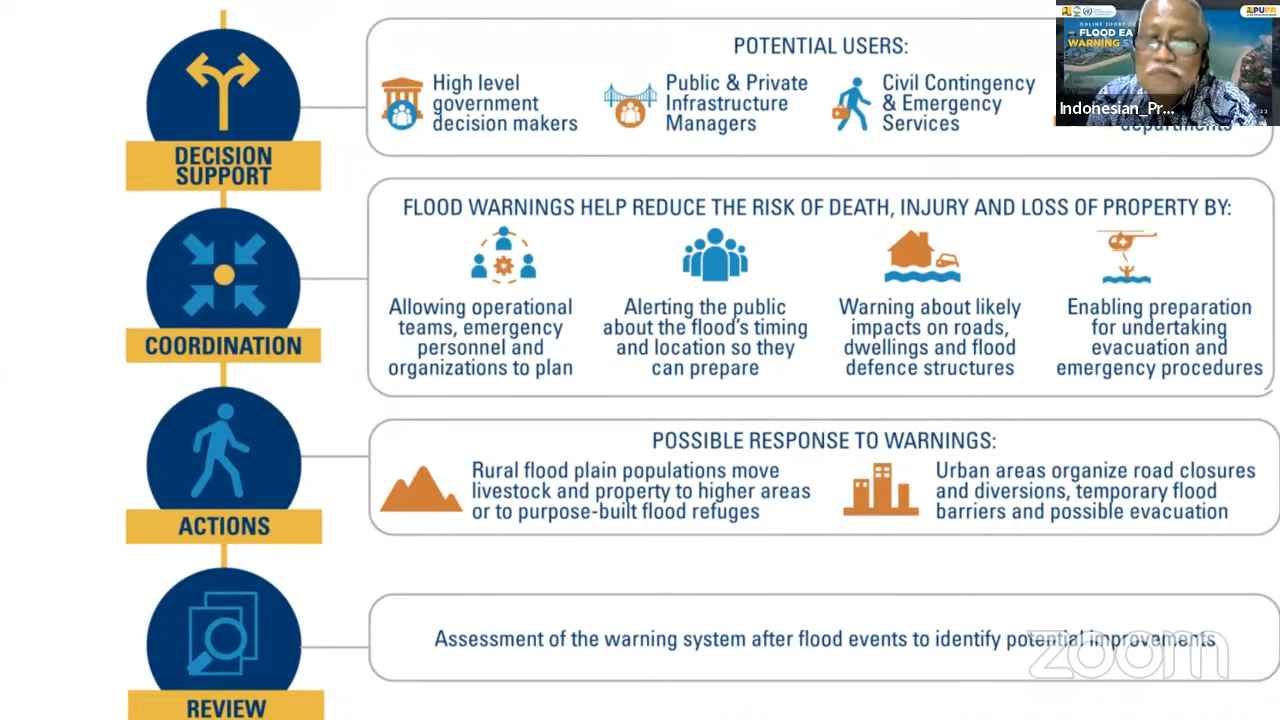 DECISION
SUPPORT
POTENTIAL USERS:
High level
government
decision makers
Public & Private
Infrastructure
Managers
Civil Contingency
& Emergency
Services
departments
ONLINE SHORT
FLOOD EA
WARNING
PUPR
Indonesian_Pr...
COORDINATION
FLOOD WARNINGS HELP REDUCE THE RISK OF DEATH, INJURY AND LOSS OF PROPERTY BY:
Allowing operational
teams, emergency
personnel and
organizations to plan
Alerting the public
about the flood's timing
and location so they
can prepare
Warning about likely
impacts on roads,
dwellings and flood
defence structures
Enabling preparation
for undertaking
evacuation and
emergency procedures
ACTIONS
POSSIBLE RESPONSE TO WARNINGS:
Rural flood plain populations move
livestock and property to higher areas
or to purpose-built flood refuges
Urban areas organize road closures
and diversions, temporary flood
barriers and possible evacuation
REVIEW
Assessment of the warning system after flood events to identify potential improvements
zoom